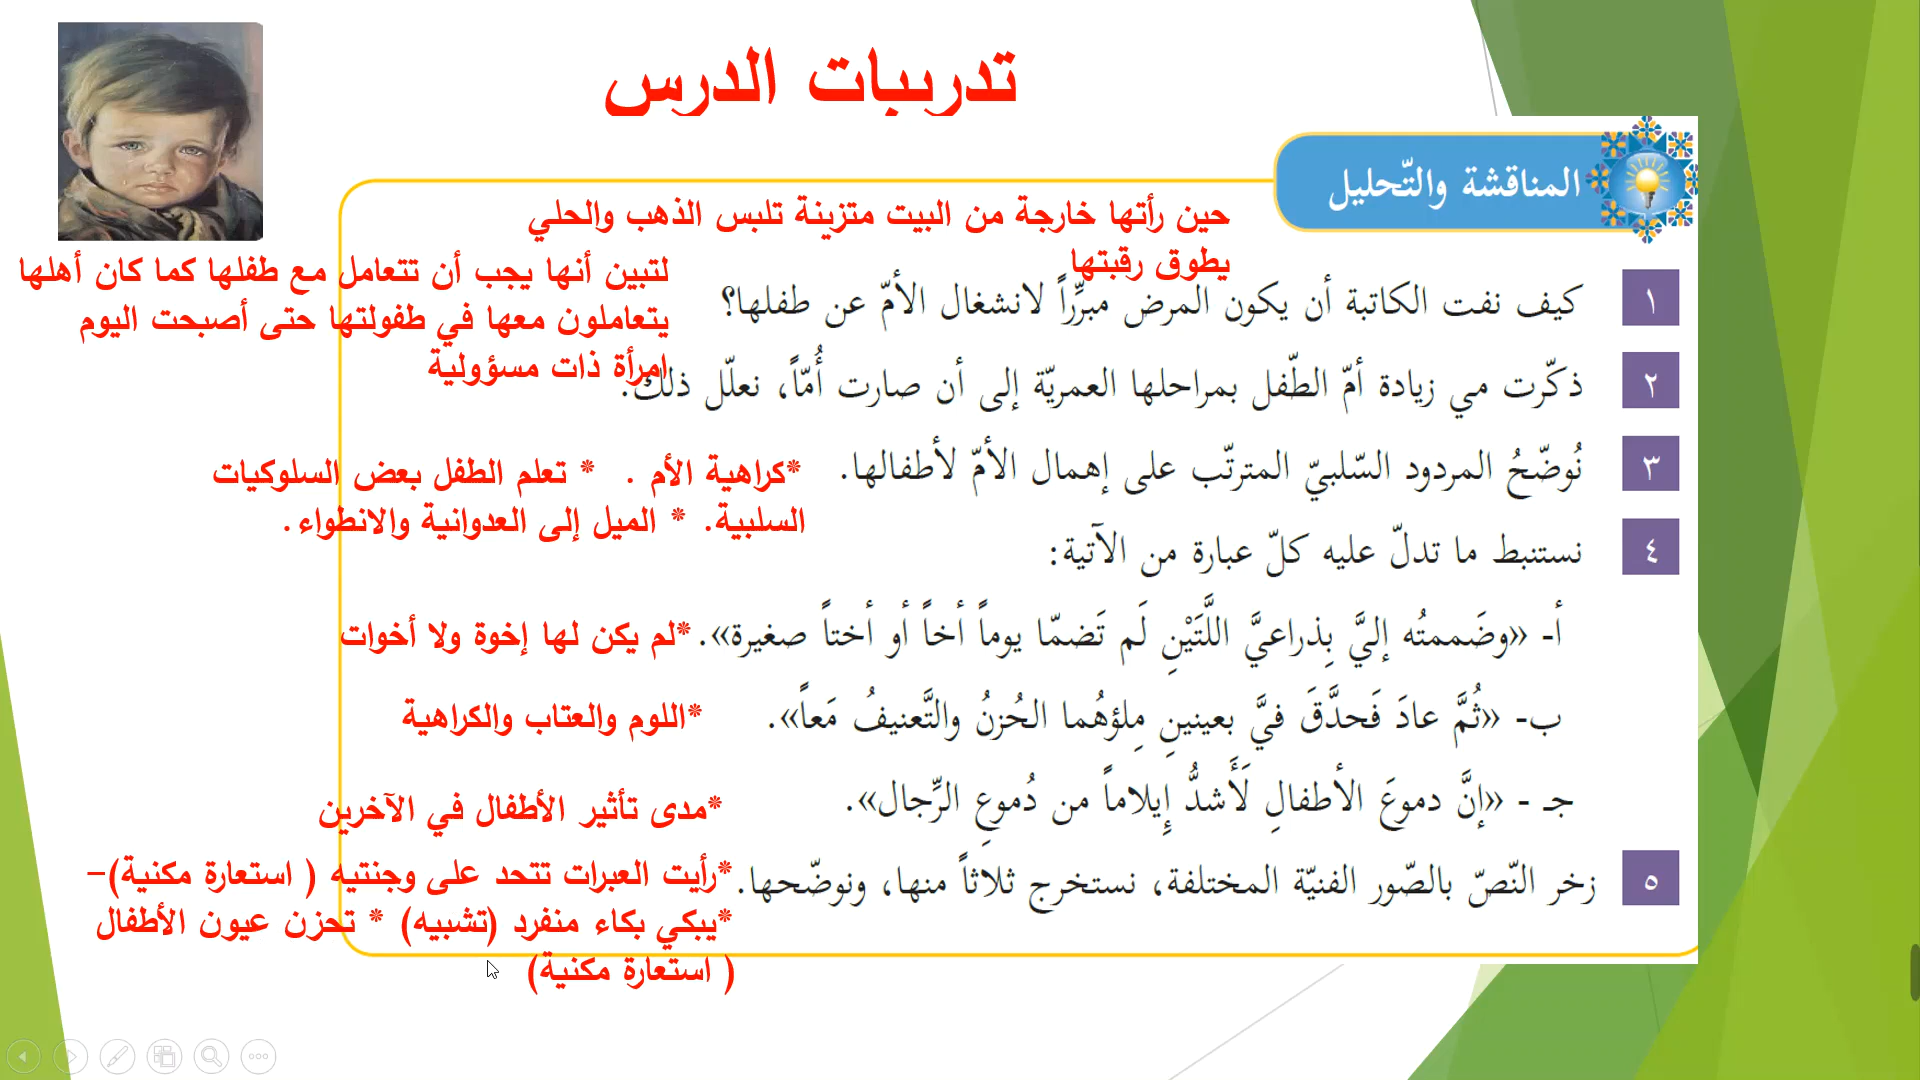 تدريبات الدرس
المناقشة والتّحليل
حين رأتها خارجة من البيت متزينة تلبس الذهب والحلي
يطوق رقبتها
١ كيف نفت الكاتبة أن يكون المرض مبرِّراً لانشغال الأمّ عن طفلها؟
لتبين أنها يجب أن تتعامل مع طفلها كما كان أهلها
يتعاملون معها في طفولتها حتى أصبحت اليوم
امرأة ذات مسؤولية
٢ ذكّرت مي زيادة أمّ الطّفل بمراحلها العمريّة إلى أن صارت أُمّاً، نعلّل ذلك.
٣ نُوضّحُ المردود السّلبيّ المترتّب على إهمال الأمّ لأطفالها.
*كراهية الأم . * تعلم الطفل بعض السلوكيات
السلبية. * الميل إلى العدوانية والانطواء.
٤ نستنبط ما تدلّ عليه كلّ عبارة من الآتية:
أ- «وضَممتُه إليَّ بِذراعيَّ اللَّتَيْنِ لَم تَضمّا يوماً أخاً أو أختاً صغيرة». *لم يكن لها إخوة ولا أخوات
ب- «ثُمَّ عادَ فَحدَّقَ فيَّ بعينينِ مِلؤهُما الحُزنُ والتَّعنيفُ مَعاً». *اللوم والعتاب والكراهية
جـ - «إنَّ دموعَ الأطفالِ لَأَشدُّ إِيلاماً من دُموعِ الرِّجال». *مدى تأثير الأطفال في الآخرين
٥ زخر النّصّ بالصّور الفنيّة المختلفة، نستخرج ثلاثاً منها، ونوضّحها.
*رأيت العبرات تتحد على وجنتيه ( استعارة مكنية)-
*يبكي بكاء منفرد (تشبيه) * تحزن عيون الأطفال
( استعارة مكنية)